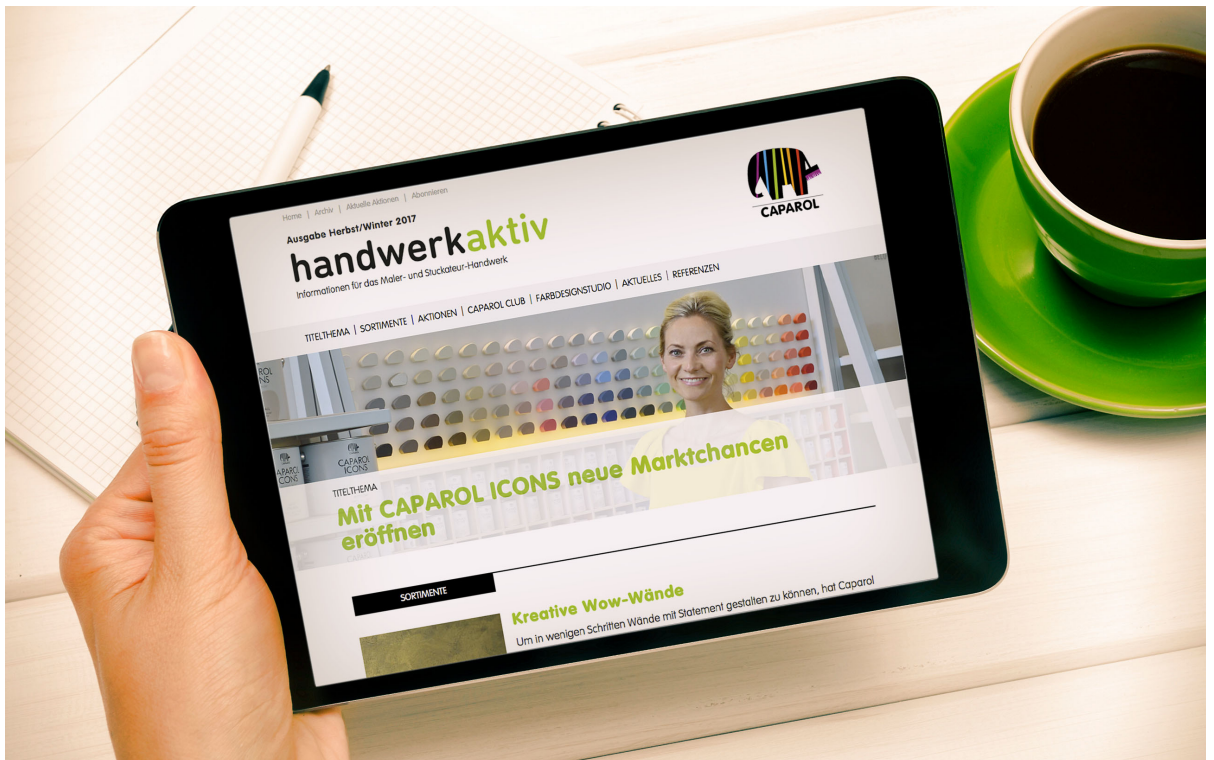 Home | Archiv | Aktuelle Aktionen | Abonnieren
Ausgabe Herbst/Winter 2017
handwerkaktiv
Informationen für das Maler- und Stuckateur-Handwerk
CAPAROL
TITELTHEMA | SORTIMENTE | AKTIONEN | CAPAROL CLUB | FARBDESIGNSTUDIO | AKTUELLES | REFERENZEN
CAPAROL
ICONS
TITELTHEMA
Mit CAPAROL ICONS neue Marktchancen
eröffnen
SORTIMENTE
Kreative Wow-Wände
Um in wenigen Schritten Wände mit Statement gestalten zu können, hat Caparol